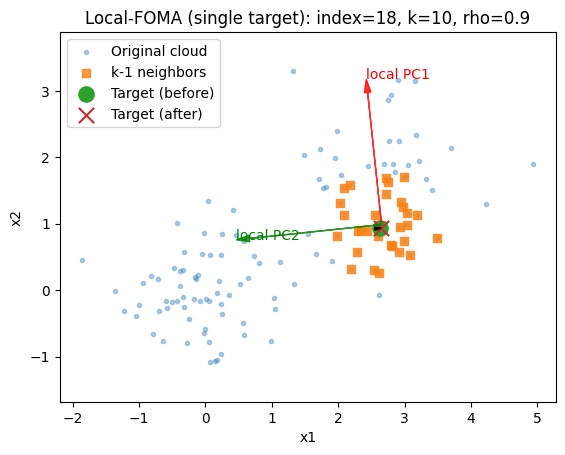 Local-FOMA (single target): index=18, k=10, rho=0.9
Original cloud
k-1 neighbors
Target (before)
Target (after)
local PC1
local PC2
x2
3
2
1
0
−1
−2
−1
0
1
2
3
4
5
x1